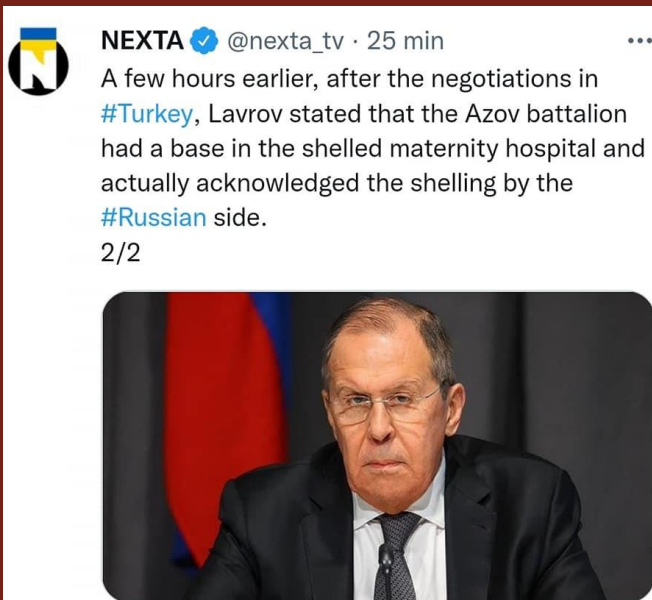 NEXTA @nexta_tv · 25 min
A few hours earlier, after the negotiations in
#Turkey, Lavrov stated that the Azov battalion
had a base in the shelled maternity hospital and
actually acknowledged the shelling by the
#Russian side.
2/2